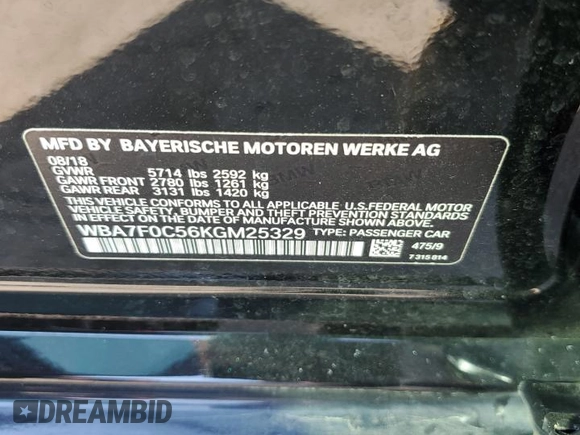 MFD BY BAYERISCHE MOTOREN WERKE AG
08/18
GVWR 5714 lbs 2592 kg
GAWR FRONT 2780 lbs 1261 kg
GAWR REAR 3131 lbs 1420 kg
THIS VEHICLE CONFORMS TO ALL APPLICABLE U.S.FEDERAL MOTOR
VEHICLE SAFETY, BUMPER, AND THEFT PREVENTION STANDARDS
IN EFFECT ON THE DATE OF MANUFACTURE SHOWN ABOVE.
WBA7F0C56KGM25329 TYPE: PASSENGER CAR
475/9
7 315 814
DREAMBID